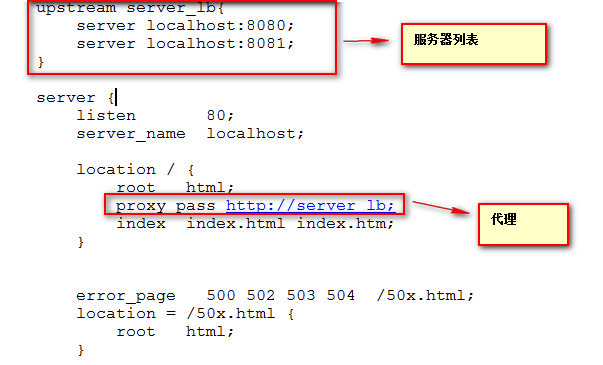 upstream server_lb{
server localhost:8080;
server localhost:8081;
}
服务器列表
server {
listen 80;
server_name localhost;
location / {
root html;
proxy_pass http://server_lb;
代理
index index.html index.htm;
}
error_page 500 502 503 504 /50x.html;
location = /50x.html {
root html;
}